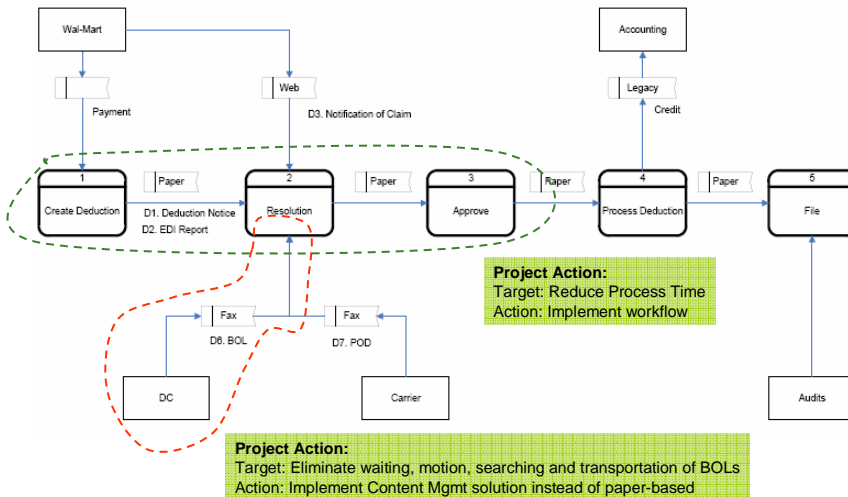 Wal-Mart
Accounting
Web
Legacy
Payment
D3. Notification of Claim
Credit
1
Paper
2
Paper
3
Paper
4
Paper
5
Create Deduction
D1. Deduction Notice
D2. EDI Report
Resolution
Approve
Process Deduction
File
Project Action:
Target: Reduce Process Time
Action: Implement workflow
Fax
Fax
D6. BOL
D7. POD
DC
Carrier
Audits
Project Action:
Target: Eliminate waiting, motion, searching and transportation of BOLs
Action: Implement Content Mgmt solution instead of paper-based